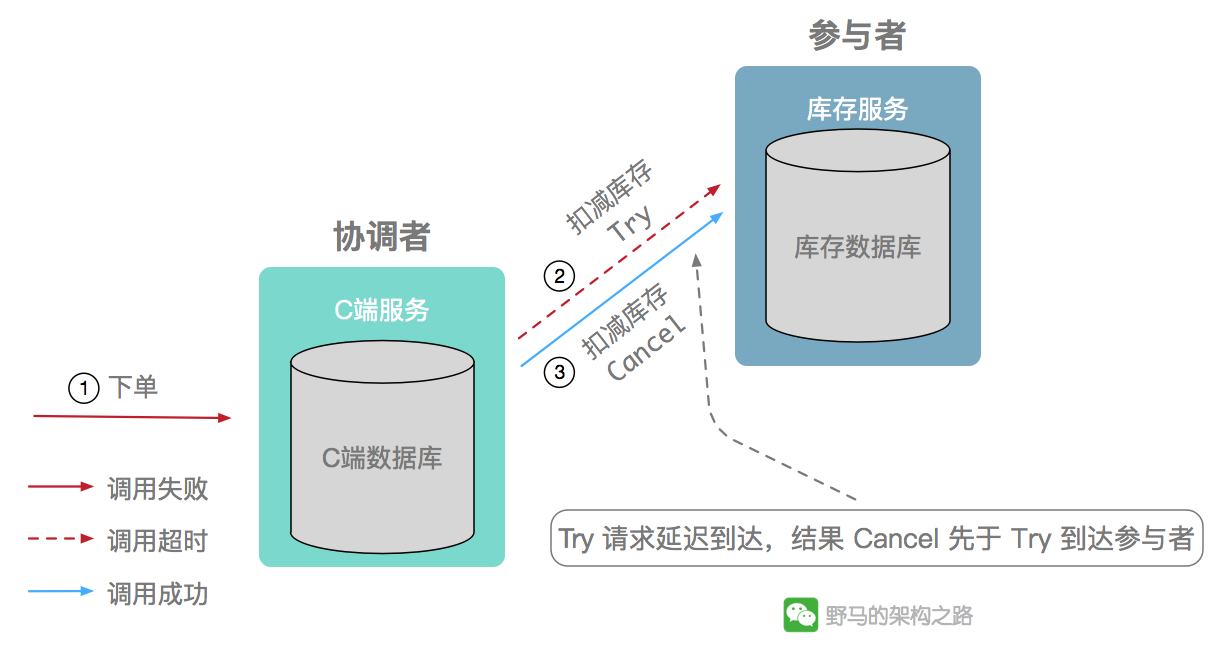 参与者
库存服务
库存数据库
扣减库存
Try
协调者
C端服务
C端数据库
2
扣减库存
Cancel
3
1 下单
调用失败
调用超时
调用成功
Try 请求延迟到达，结果 Cancel 先于 Try 到达参与者
野马的架构之路